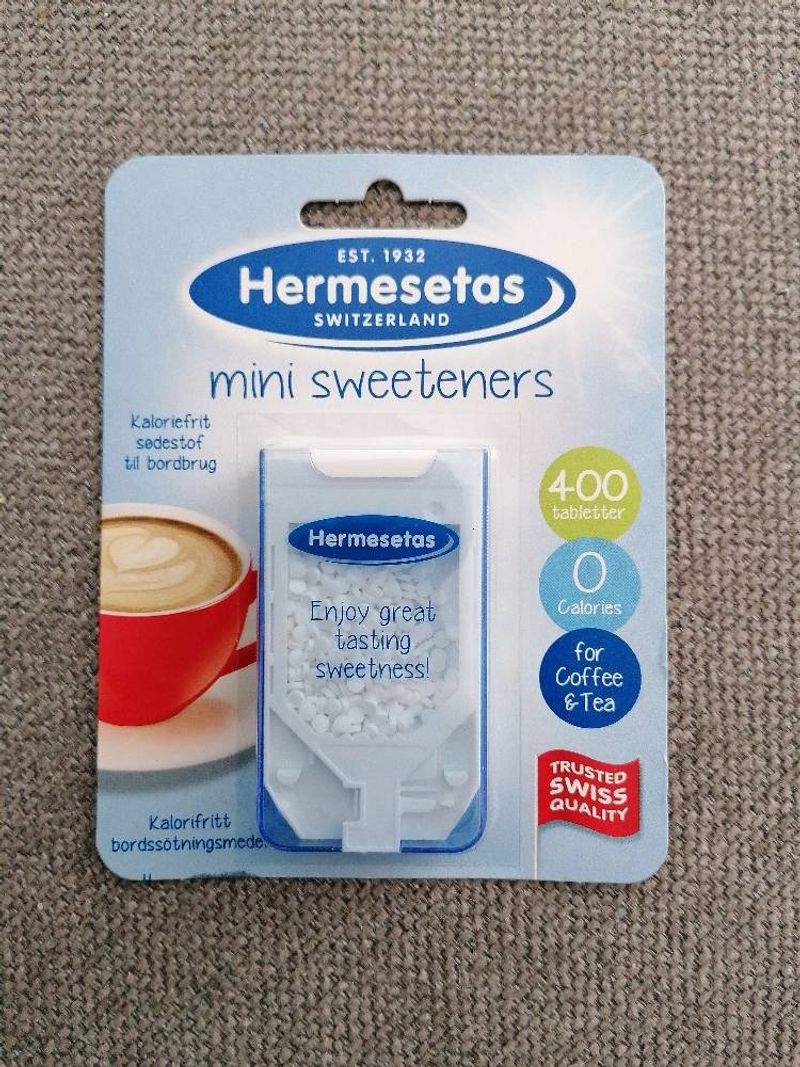 EST. 1932
Hermesetas
SWITZERLAND
mini sweeteners
Kaloriefrit
sødestof
til bordbrug
400
tabletter
0
Calories
for
Coffee
& Tea
Hermesetas
Enjoy great
tasting
sweetness!
TRUSTED
SWISS
QUALITY
Kalorifritt